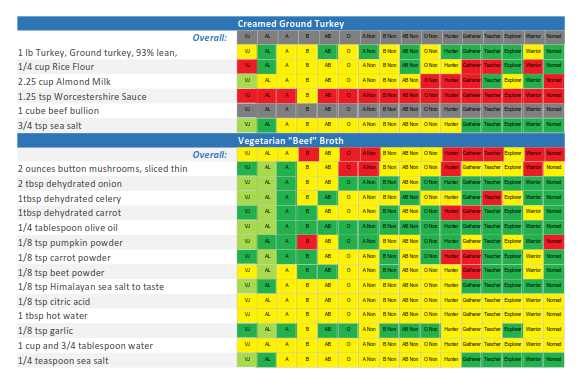 Creamed Ground Turkey
Overall: VJ AL A B AB O A Non B Non AB Non O Non Hunter Gatherer Teacher Explorer Warrior Nomad
1 lb Turkey, Ground turkey, 93% lean, VJ AL A B AB O A Non B Non AB Non O Non Hunter Gatherer Teacher Explorer Warrior Nomad
1/4 cup Rice Flour VJ AL A B AB O A Non B Non AB Non O Non Hunter Gatherer Teacher Explorer Warrior Nomad
2.25 cup Almond Milk VJ AL A B AB O A Non B Non AB Non O Non Hunter Gatherer Teacher Explorer Warrior Nomad
1.25 tsp Worcestershire Sauce VJ AL A B AB O A Non B Non AB Non O Non Hunter Gatherer Teacher Explorer Warrior Nomad
1 cube beef bullion VJ AL A B AB O A Non B Non AB Non O Non Hunter Gatherer Teacher Explorer Warrior Nomad
3/4 tsp sea salt VJ AL A B AB O A Non B Non AB Non O Non Hunter Gatherer Teacher Explorer Warrior Nomad
Vegetarian "Beef" Broth
Overall: VJ AL A B AB O A Non B Non AB Non O Non Hunter Gatherer Teacher Explorer Warrior Nomad
2 ounces button mushrooms, sliced thin VJ AL A B AB O A Non B Non AB Non O Non Hunter Gatherer Teacher Explorer Warrior Nomad
2 tbsp dehydrated onion VJ AL A B AB O A Non B Non AB Non O Non Hunter Gatherer Teacher Explorer Warrior Nomad
1tbsp dehydrated celery VJ AL A B AB O A Non B Non AB Non O Non Hunter Gatherer Teacher Explorer Warrior Nomad
1tbsp dehydrated carrot VJ AL A B AB O A Non B Non AB Non O Non Hunter Gatherer Teacher Explorer Warrior Nomad
1/4 tablespoon olive oil VJ AL A B AB O A Non B Non AB Non O Non Hunter Gatherer Teacher Explorer Warrior Nomad
1/8 tsp pumpkin powder VJ AL A B AB O A Non B Non AB Non O Non Hunter Gatherer Teacher Explorer Warrior Nomad
1/8 tsp carrot powder VJ AL A B AB O A Non B Non AB Non O Non Hunter Gatherer Teacher Explorer Warrior Nomad
1/8 tsp beet powder VJ AL A B AB O A Non B Non AB Non O Non Hunter Gatherer Teacher Explorer Warrior Nomad
1/8 tsp Himalayan sea salt to taste VJ AL A B AB O A Non B Non AB Non O Non Hunter Gatherer Teacher Explorer Warrior Nomad
1/8 tsp citric acid VJ AL A B AB O A Non B Non AB Non O Non Hunter Gatherer Teacher Explorer Warrior Nomad
1 tbsp hot water VJ AL A B AB O A Non B Non AB Non O Non Hunter Gatherer Teacher Explorer Warrior Nomad
1/8 tsp garlic VJ AL A B AB O A Non B Non AB Non O Non Hunter Gatherer Teacher Explorer Warrior Nomad
1 cup and 3/4 tablespoon water VJ AL A B AB O A Non B Non AB Non O Non Hunter Gatherer Teacher Explorer Warrior Nomad
1/4 teaspoon sea salt VJ AL A B AB O A Non B Non AB Non O Non Hunter Gatherer Teacher Explorer Warrior Nomad